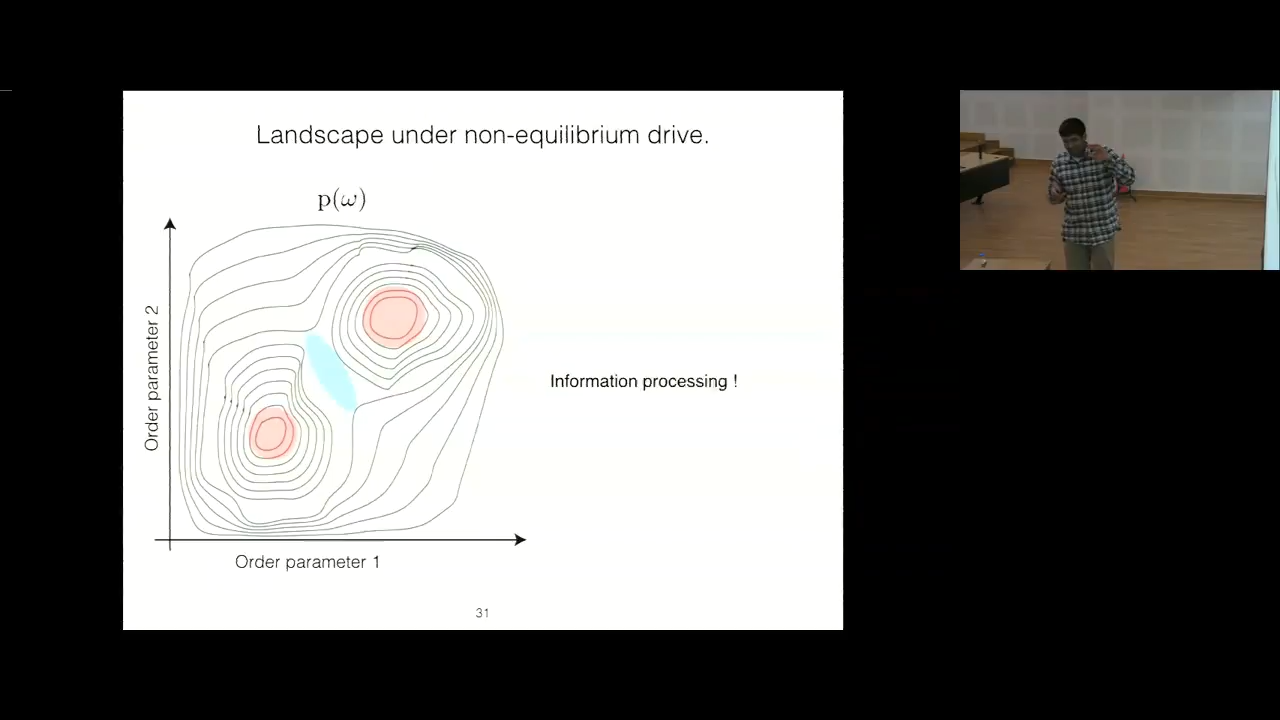 Landscape under non-equilibrium drive.
p(ω)
Order parameter 2
Information processing !
Order parameter 1
31